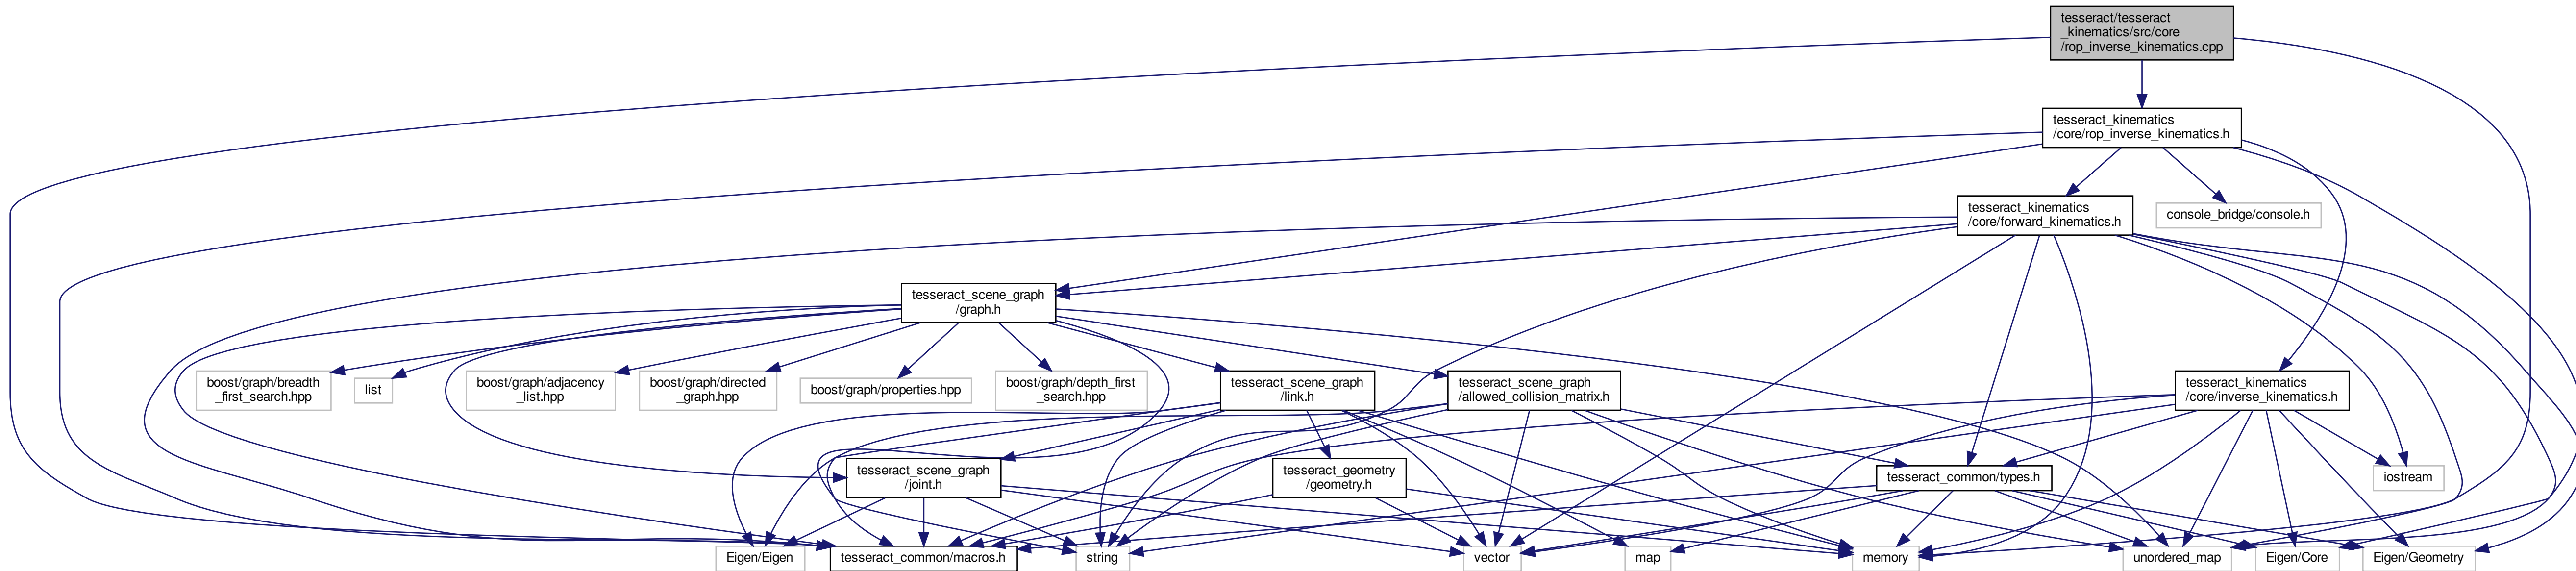 tesseract/tesseract
_kinematics/src/core
/rop_inverse_kinematics.cpp
tesseract_kinematics
/core/rop_inverse_kinematics.h
tesseract_kinematics
/core/forward_kinematics.h
console_bridge/console.h
tesseract_scene_graph
/graph.h
boost/graph/breadth
_first_search.hpp
list
boost/graph/adjacency
_list.hpp
boost/graph/directed
_graph.hpp
boost/graph/properties.hpp
boost/graph/depth_first
_search.hpp
tesseract_scene_graph
/link.h
tesseract_scene_graph
/allowed_collision_matrix.h
tesseract_kinematics
/core/inverse_kinematics.h
tesseract_scene_graph
/joint.h
tesseract_geometry
/geometry.h
tesseract_common/types.h
iostream
Eigen/Eigen
tesseract_common/macros.h
string
vector
map
memory
unordered_map
Eigen/Core
Eigen/Geometry